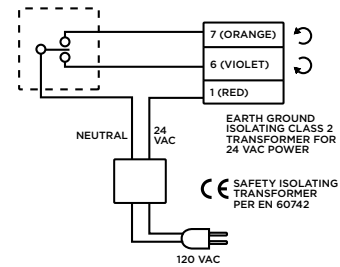 7 (ORANGE)
6 (VIOLET)
1 (RED)
NEUTRAL
24
VAC
EARTH GROUND
ISOLATING CLASS 2
TRANSFORMER FOR
24 VAC POWER
CE SAFETY ISOLATING
TRANSFORMER
PER EN 60742
120 VAC